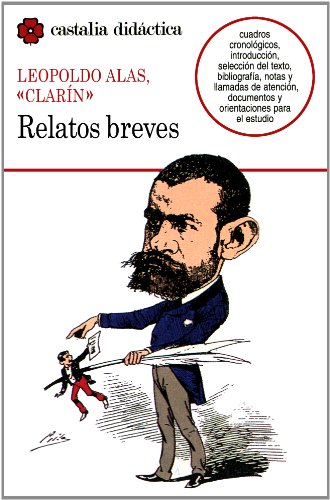 castalia didáctica
LEOPOLDO ALAS,
«CLARÍN»
Relatos breves
cuadros
cronológicos,
introducción,
selección del texto,
bibliografía, notas y
llamadas de atención,
documentos y
orientaciones para
el estudio